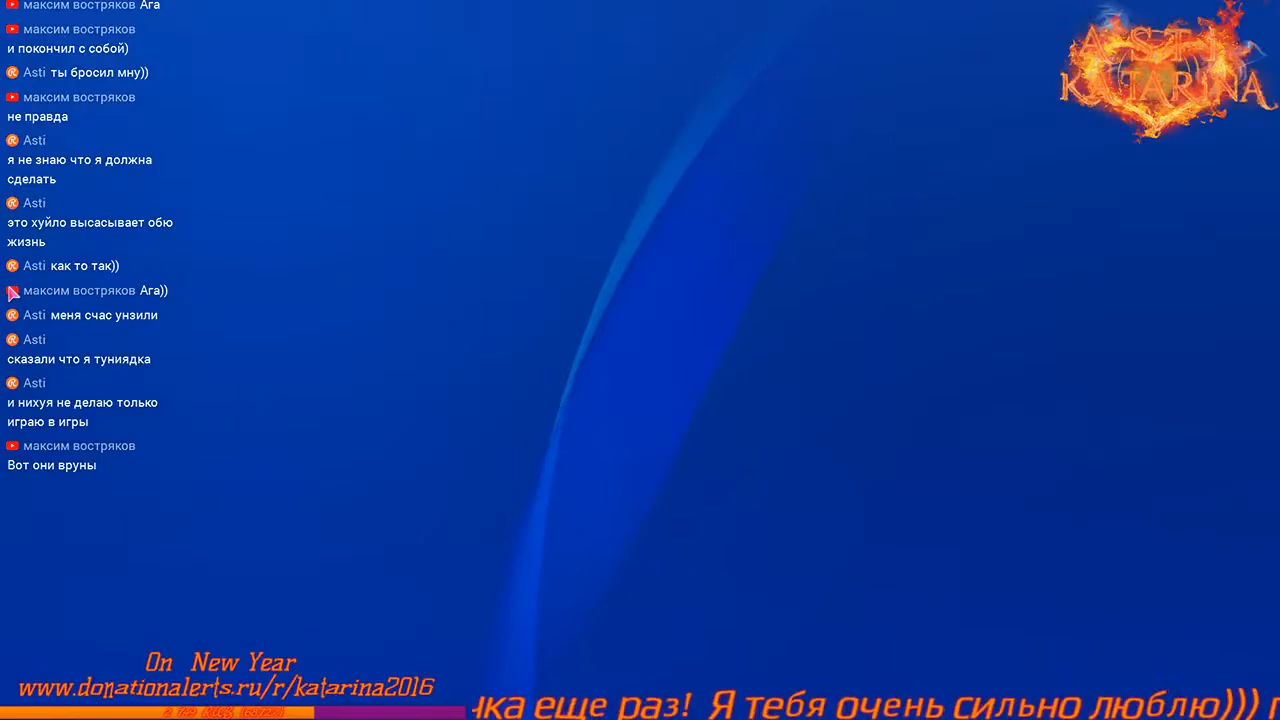 максим востряков Ага
максим востряков
и покончил с собой)
Asti ты бросил мну))
максим востряков
не правда
Asti
я не знаю что я должна
сделать
Asti
это хуйло высасывает обю
жизнь
Asti как то так))
максим востряков Ага))
Asti меня счас унзили
Asti
сказали что я туниядка
Asti
и нихуя не делаю только
играю в игры
максим востряков
Вот они вруны
ASTI
KATARINA
On New Year
www.donationalerts.ru/r/katarina2016
чка еще раз! Я тебя очень сильно люблю)))